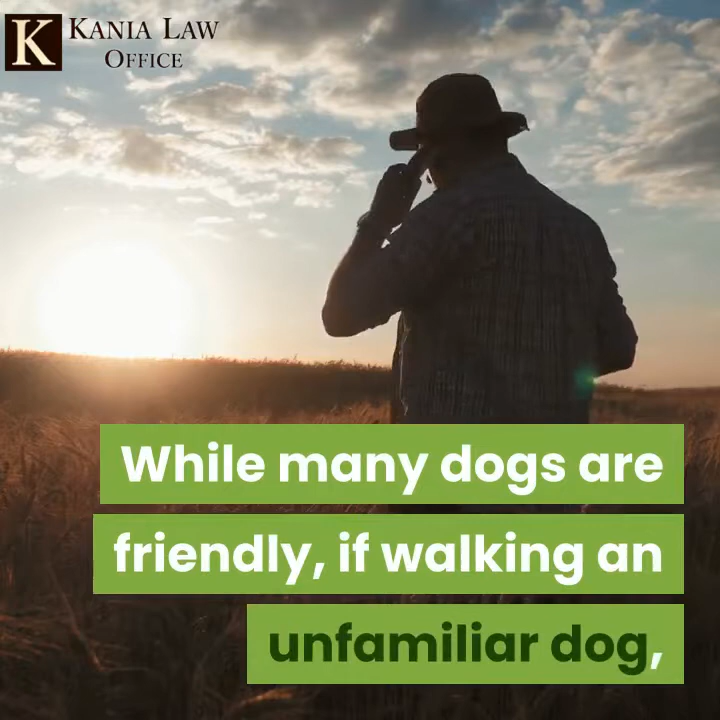 K
KANIA LAW
OFFICE
While many dogs are
friendly, if walking an
unfamiliar dog,